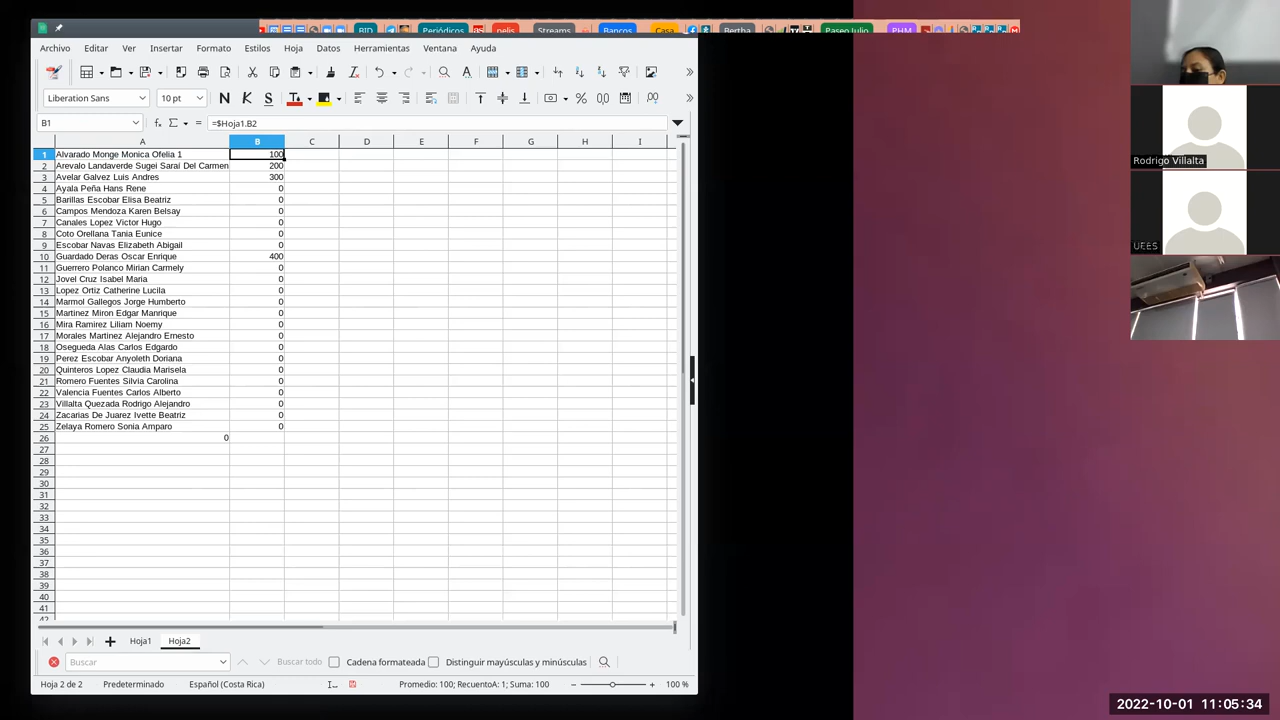 BID Periódicos pelis Streams Bancos Casa Bertha Paseo Julio PHM
Archivo Editar Ver Insertar Formato Estilos Hoja Datos Herramientas Ventana Ayuda
Liberation Sans 10 pt N K S T %
B1 fx Σ = =$Hoja1.B2
A B C D E F G H I
1 Alvarado Monge Monica Ofelia 1 100
2 Arevalo Landaverde Sugei Saraí Del Carmen 200
3 Avelar Galvez Luis Andres 300
4 Ayala Peña Hans Rene 0
5 Barillas Escobar Elisa Beatriz 0
6 Campos Mendoza Karen Belsay 0
7 Canales Lopez Victor Hugo 0
8 Coto Orellana Tania Eunice 0
9 Escobar Navas Elizabeth Abigail 0
10 Guardado Deras Oscar Enrique 400
11 Guerrero Polanco Mirian Carmely 0
12 Jovel Cruz Isabel Maria 0
13 Lopez Ortiz Catherine Lucila 0
14 Marmol Gallegos Jorge Humberto 0
15 Martinez Miron Edgar Manrique 0
16 Mira Ramirez Liliam Noemy 0
17 Morales Martinez Alejandro Ernesto 0
18 Osegueda Alas Carlos Edgardo 0
19 Perez Escobar Anyoleth Doriana 0
20 Quinteros Lopez Claudia Marisela 0
21 Romero Fuentes Silvia Carolina 0
22 Valencia Fuentes Carlos Alberto 0
23 Villalta Quezada Rodrigo Alejandro 0
24 Zacarias De Juarez Ivette Beatriz 0
25 Zelaya Romero Sonia Amparo 0
26 0
27
28
29
30
31
32
33
34
35
36
37
38
39
40
41
42
Hoja1 Hoja2
Buscar Buscar todo Cadena formateada Distinguir mayúsculas y minúsculas
Hoja 2 de 2 Predeterminado Español (Costa Rica) Promedio: 100; RecuentoA: 1; Suma: 100 100 %
Rodrigo Villalta
UEES
2022-10-01 11:05:34